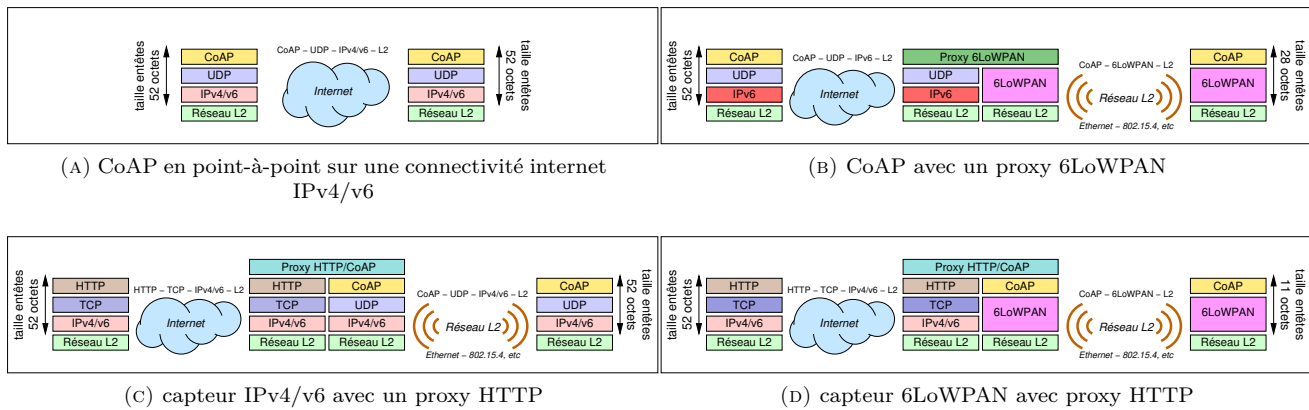 taille entêtes
52 octets
CoAP
UDP
IPv4/v6
Réseau L2
CoAP – UDP – IPv4/v6 – L2
Internet
CoAP
UDP
IPv4/v6
Réseau L2
taille entêtes
52 octets
(A) CoAP en point-à-point sur une connectivité internet
IPv4/v6
taille entêtes
52 octets
CoAP
UDP
IPv6
Réseau L2
CoAP – UDP – IPv6 – L2
Internet
Proxy 6LoWPAN
UDP
IPv6
Réseau L2
6LoWPAN
Réseau L2
CoAP – 6LoWPAN – L2
Réseau L2
Ethernet – 802.15.4, etc
CoAP
6LoWPAN
Réseau L2
taille entêtes
28 octets
(B) CoAP avec un proxy 6LoWPAN
taille entêtes
52 octets
HTTP
TCP
IPv4/v6
Réseau L2
HTTP – TCP – IPv4/v6 – L2
Internet
Proxy HTTP/CoAP
HTTP
TCP
IPv4/v6
Réseau L2
CoAP
UDP
IPv4/v6
Réseau L2
CoAP – UDP – IPv4/v6 – L2
Réseau L2
Ethernet – 802.15.4, etc
CoAP
UDP
IPv4/v6
Réseau L2
taille entêtes
52 octets
(C) capteur IPv4/v6 avec un proxy HTTP
taille entêtes
52 octets
HTTP
TCP
IPv4/v6
Réseau L2
HTTP – TCP – IPv4/v6 – L2
Internet
Proxy HTTP/CoAP
HTTP
TCP
IPv4/v6
Réseau L2
CoAP
6LoWPAN
Réseau L2
CoAP – 6LoWPAN – L2
Réseau L2
Ethernet – 802.15.4, etc
CoAP
6LoWPAN
Réseau L2
taille entêtes
11 octets
(D) capteur 6LoWPAN avec proxy HTTP